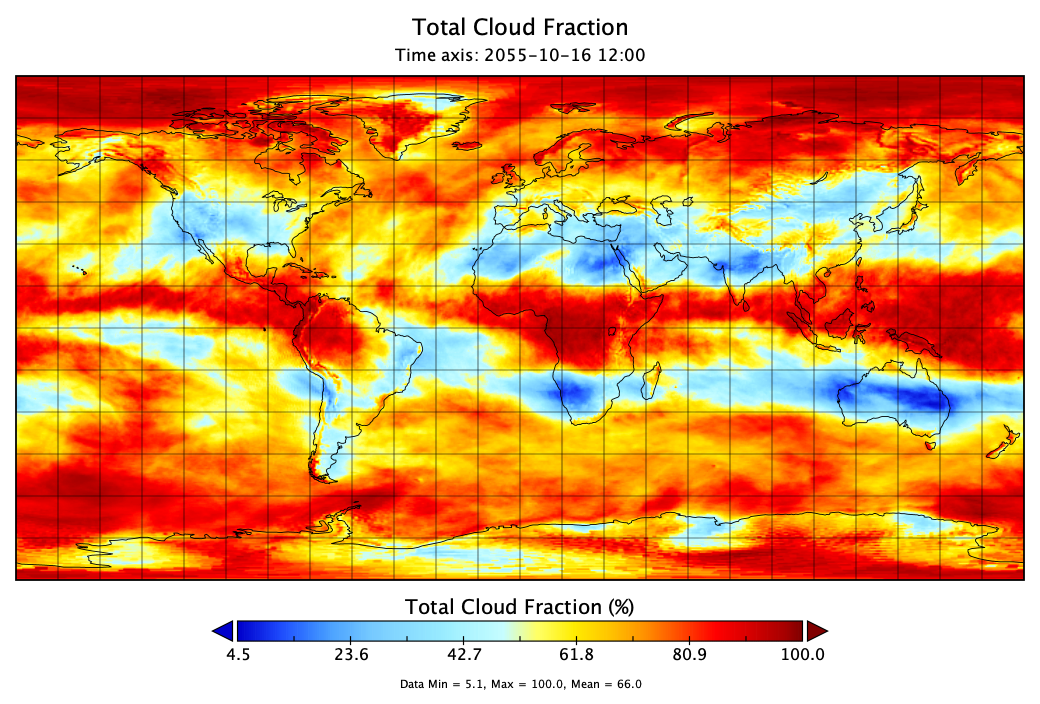 Total Cloud Fraction
Time axis: 2055-10-16 12:00
Total Cloud Fraction (%)
4.5 23.6 42.7 61.8 80.9 100.0
Data Min = 5.1, Max = 100.0, Mean = 66.0